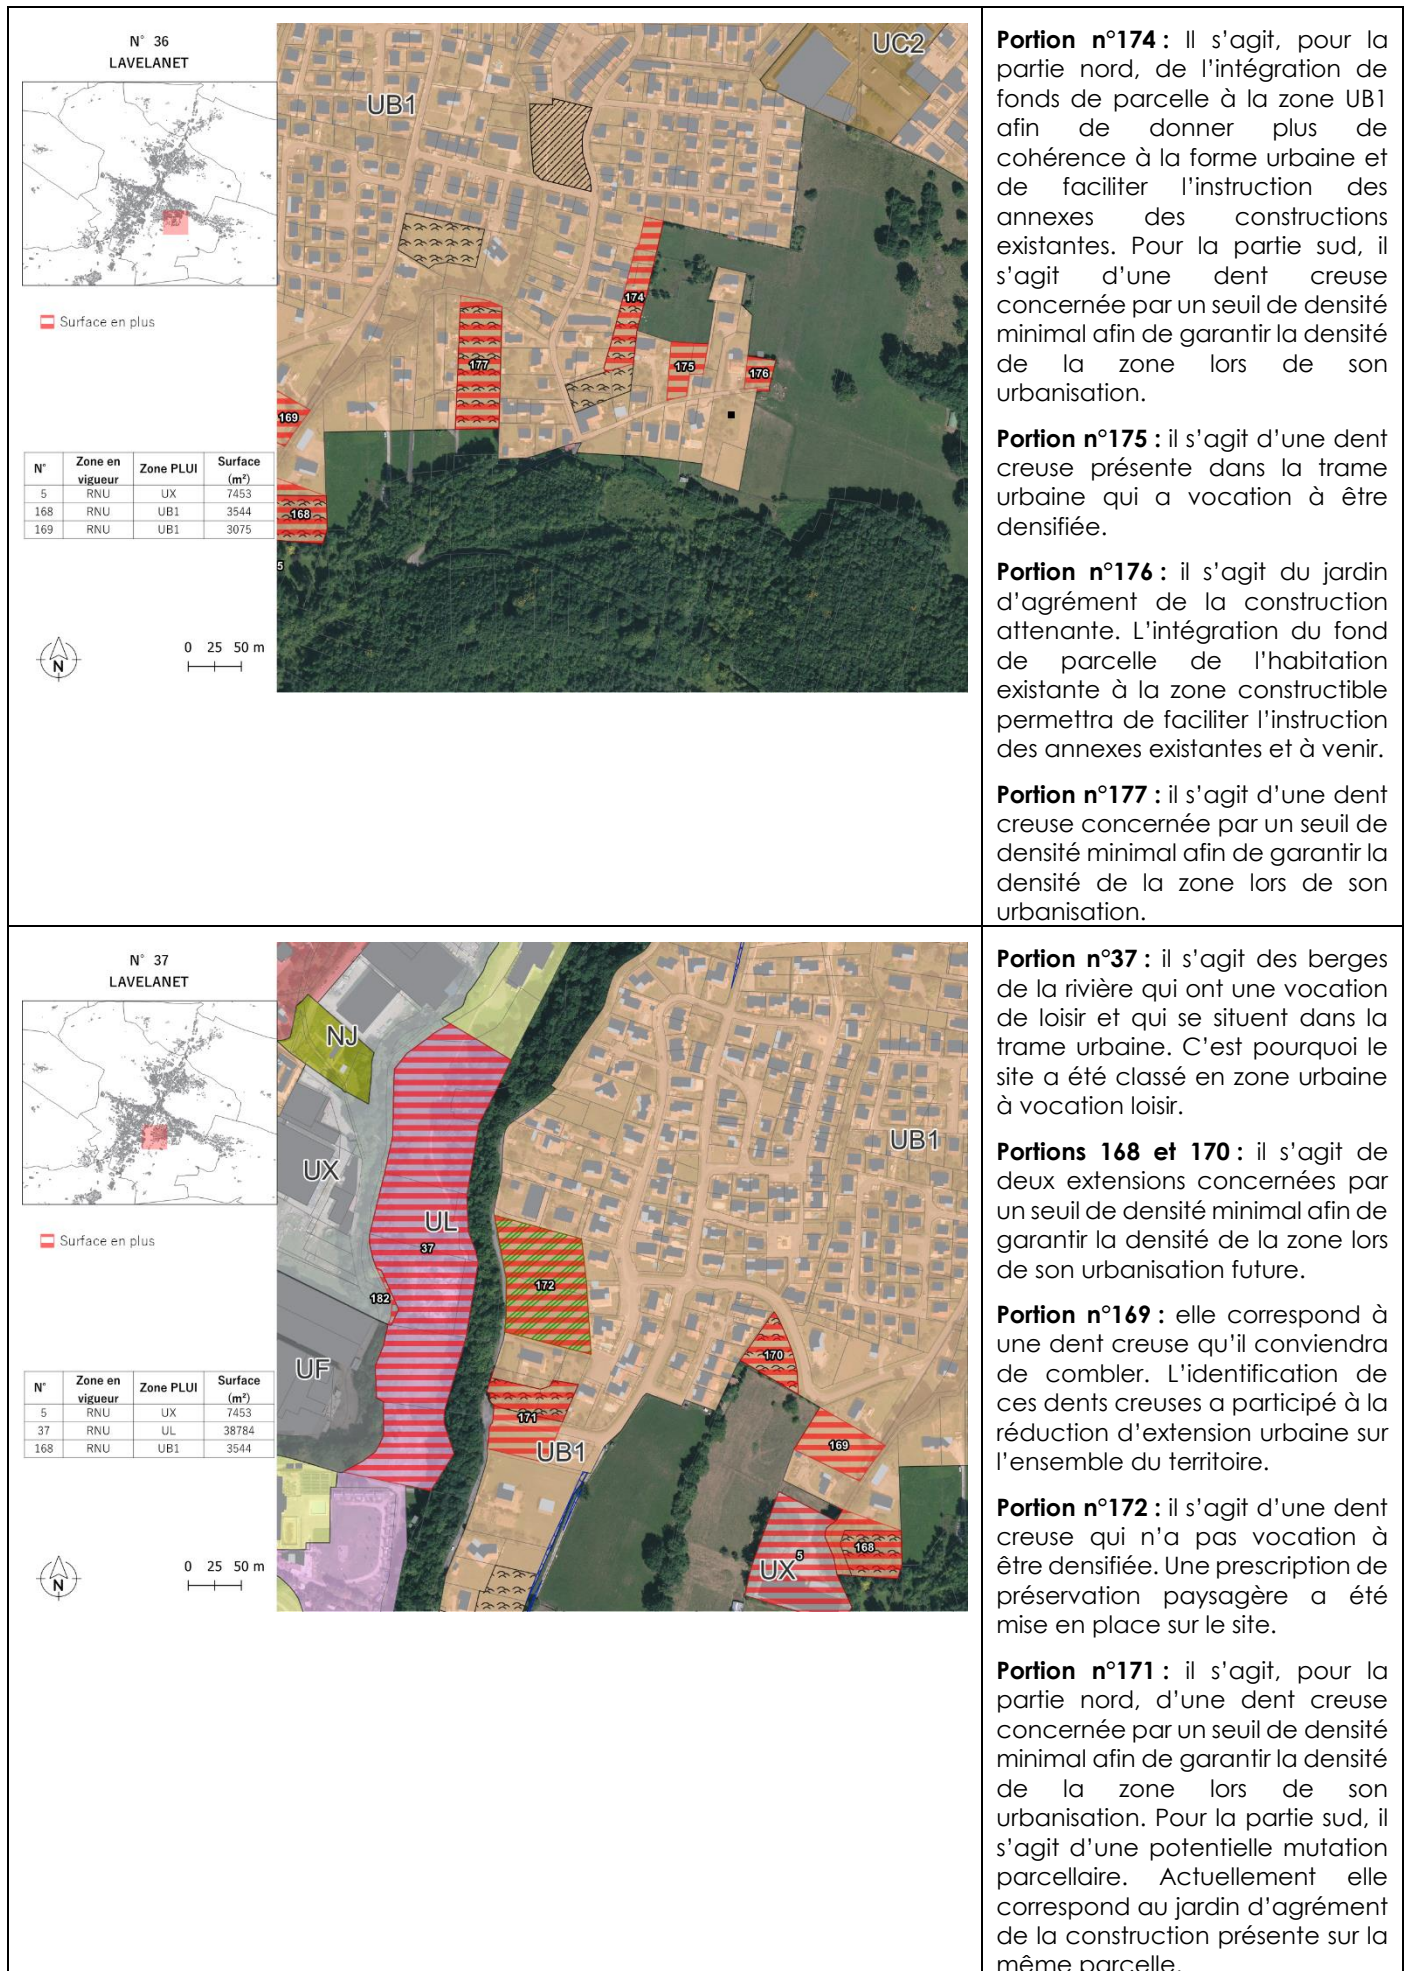 N° 36
LAVELANET
Surface en plus
N° Zone en vigueur Zone PLUI Surface (m²)
5 RNU UX 7453
168 RNU UB1 3544
169 RNU UB1 3075
N
0 25 50 m
UC2
UB1
174
177
175
176
169
168
5
Portion n°174 : Il s’agit, pour la
partie nord, de l’intégration de
fonds de parcelle à la zone UB1
afin de donner plus de
cohérence à la forme urbaine et
de faciliter l’instruction des
annexes des constructions
existantes. Pour la partie sud, il
s’agit d’une dent creuse
concernée par un seuil de densité
minimal afin de garantir la densité
de la zone lors de son
urbanisation.
Portion n°175 : il s’agit d’une dent
creuse présente dans la trame
urbaine qui a vocation à être
densifiée.
Portion n°176 : il s’agit du jardin
d’agrément de la construction
attenante. L’intégration du fond
de parcelle de l’habitation
existante à la zone constructible
permettra de faciliter l’instruction
des annexes existantes et à venir.
Portion n°177 : il s’agit d’une dent
creuse concernée par un seuil de
densité minimal afin de garantir la
densité de la zone lors de son
urbanisation.
N° 37
LAVELANET
Surface en plus
N° Zone en vigueur Zone PLUI Surface (m²)
5 RNU UX 7453
37 RNU UL 38784
168 RNU UB1 3544
N
0 25 50 m
NJ
UX
UL
37
182
UF
UB1
172
170
171
UB1
169
168
5
UX
Portion n°37 : il s’agit des berges
de la rivière qui ont une vocation
de loisir et qui se situent dans la
trame urbaine. C’est pourquoi le
site a été classé en zone urbaine
à vocation loisir.
Portions 168 et 170 : il s’agit de
deux extensions concernées par
un seuil de densité minimal afin de
garantir la densité de la zone lors
de son urbanisation future.
Portion n°169 : elle correspond à
une dent creuse qu’il conviendra
de combler. L’identification de
ces dents creuses a participé à la
réduction d’extension urbaine sur
l’ensemble du territoire.
Portion n°172 : il s’agit d’une dent
creuse qui n’a pas vocation à
être densifiée. Une prescription de
préservation paysagère a été
mise en place sur le site.
Portion n°171 : il s’agit, pour la
partie nord, d’une dent creuse
concernée par un seuil de densité
minimal afin de garantir la densité
de la zone lors de son
urbanisation. Pour la partie sud, il
s’agit d’une potentielle mutation
parcellaire. Actuellement elle
correspond au jardin d’agrément
de la construction présente sur la
même parcelle.